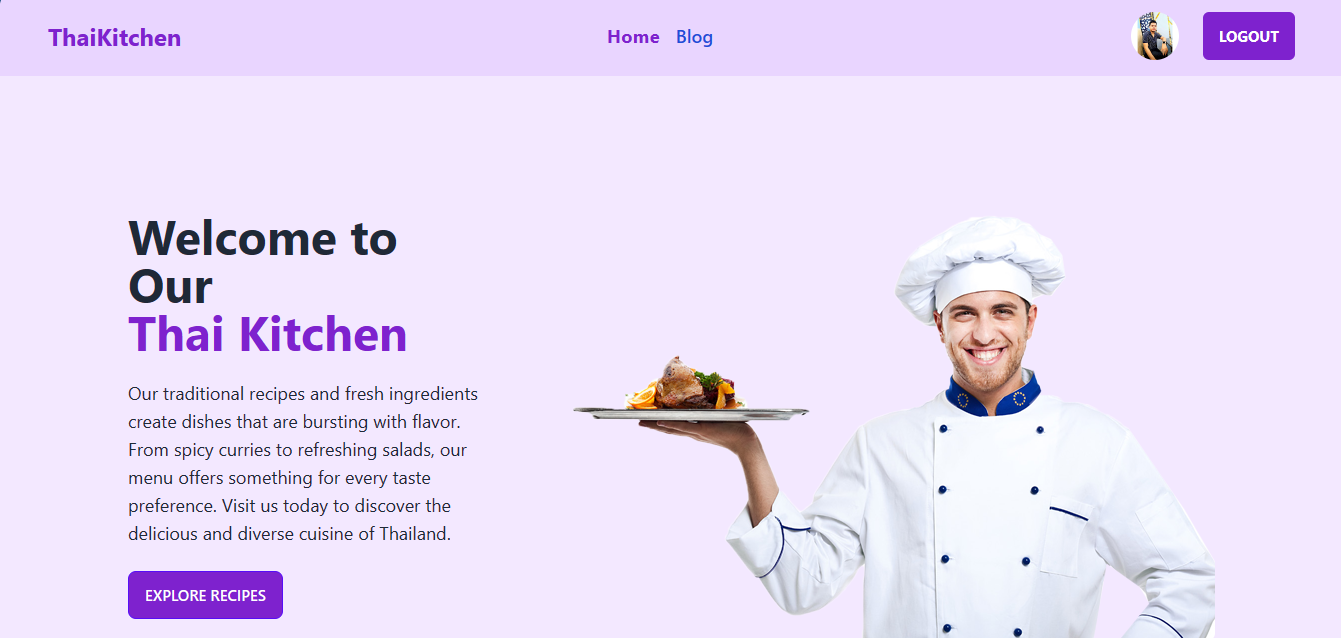 ThaiKitchen
Home Blog
LOGOUT
Welcome to
Our
Thai Kitchen
Our traditional recipes and fresh ingredients
create dishes that are bursting with flavor.
From spicy curries to refreshing salads, our
menu offers something for every taste
preference. Visit us today to discover the
delicious and diverse cuisine of Thailand.
EXPLORE RECIPES